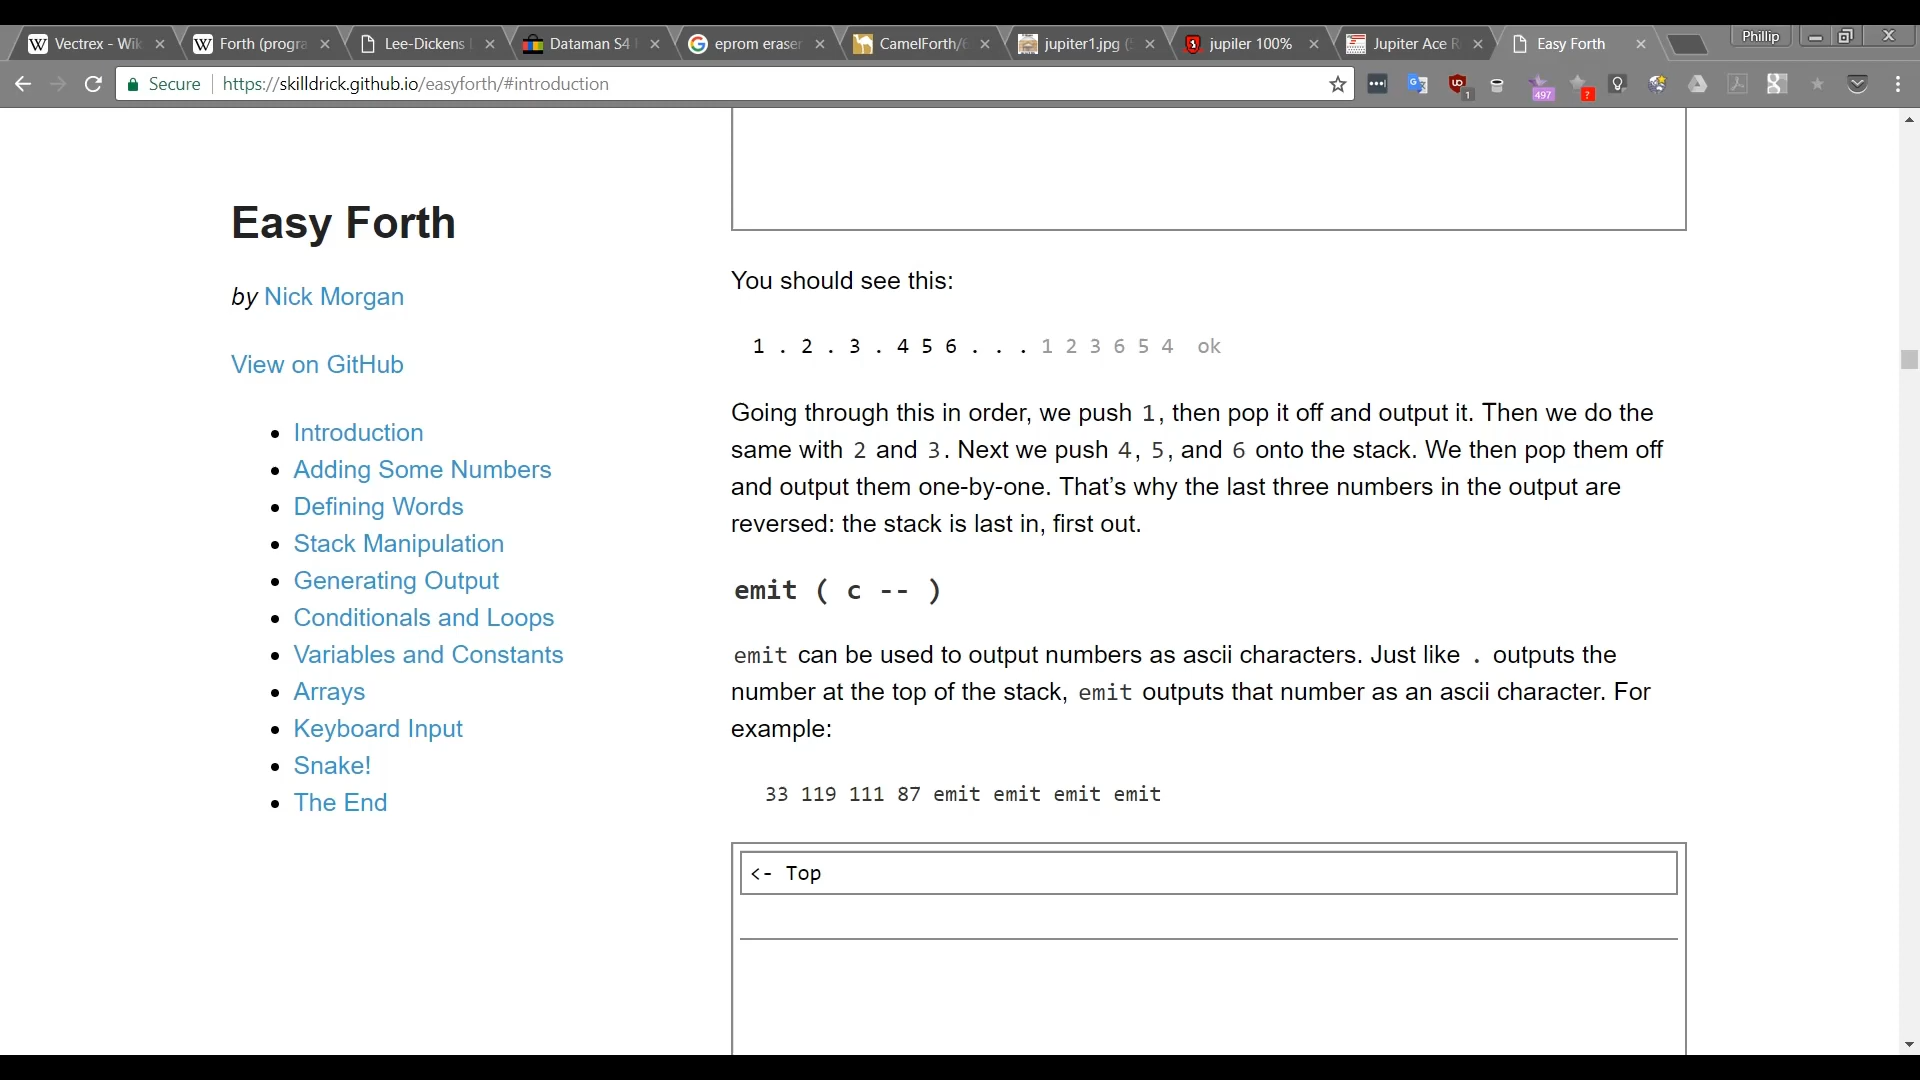 Vectrex - Wik
Forth (progra
Lee-Dickens
Dataman S4
eprom eraser
CamelForth/6
jupiter1.jpg (
jupiler 100%
Jupiter Ace R
Easy Forth
Phillip
Secure
https://skilldrick.github.io/easyforth/#introduction
1
497
?
Easy Forth
by Nick Morgan
View on GitHub
Introduction
Adding Some Numbers
Defining Words
Stack Manipulation
Generating Output
Conditionals and Loops
Variables and Constants
Arrays
Keyboard Input
Snake!
The End
You should see this:
1 . 2 . 3 . 4 5 6 . . . 1 2 3 6 5 4  ok
Going through this in order, we push 1, then pop it off and output it. Then we do the
same with 2 and 3. Next we push 4, 5, and 6 onto the stack. We then pop them off
and output them one-by-one. That’s why the last three numbers in the output are
reversed: the stack is last in, first out.
emit ( c -- )
emit can be used to output numbers as ascii characters. Just like . outputs the
number at the top of the stack, emit outputs that number as an ascii character. For
example:
33 119 111 87 emit emit emit emit
<- Top